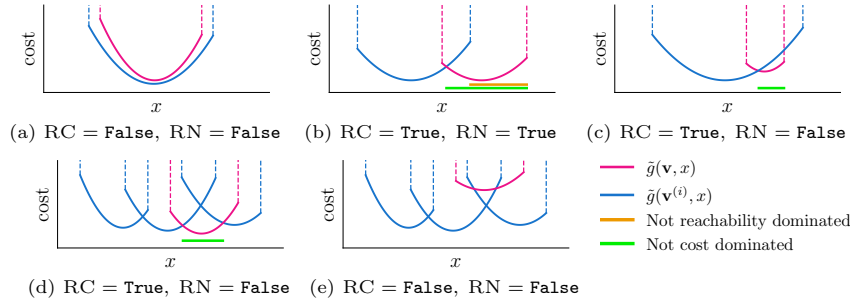 cost
x
(a) RC = False, RN = False
cost
x
(b) RC = True, RN = True
cost
x
(c) RC = True, RN = False
cost
x
(d) RC = True, RN = False
cost
x
(e) RC = False, RN = False
g̃(v, x)
g̃(v⁽ⁱ⁾, x)
Not reachability dominated
Not cost dominated